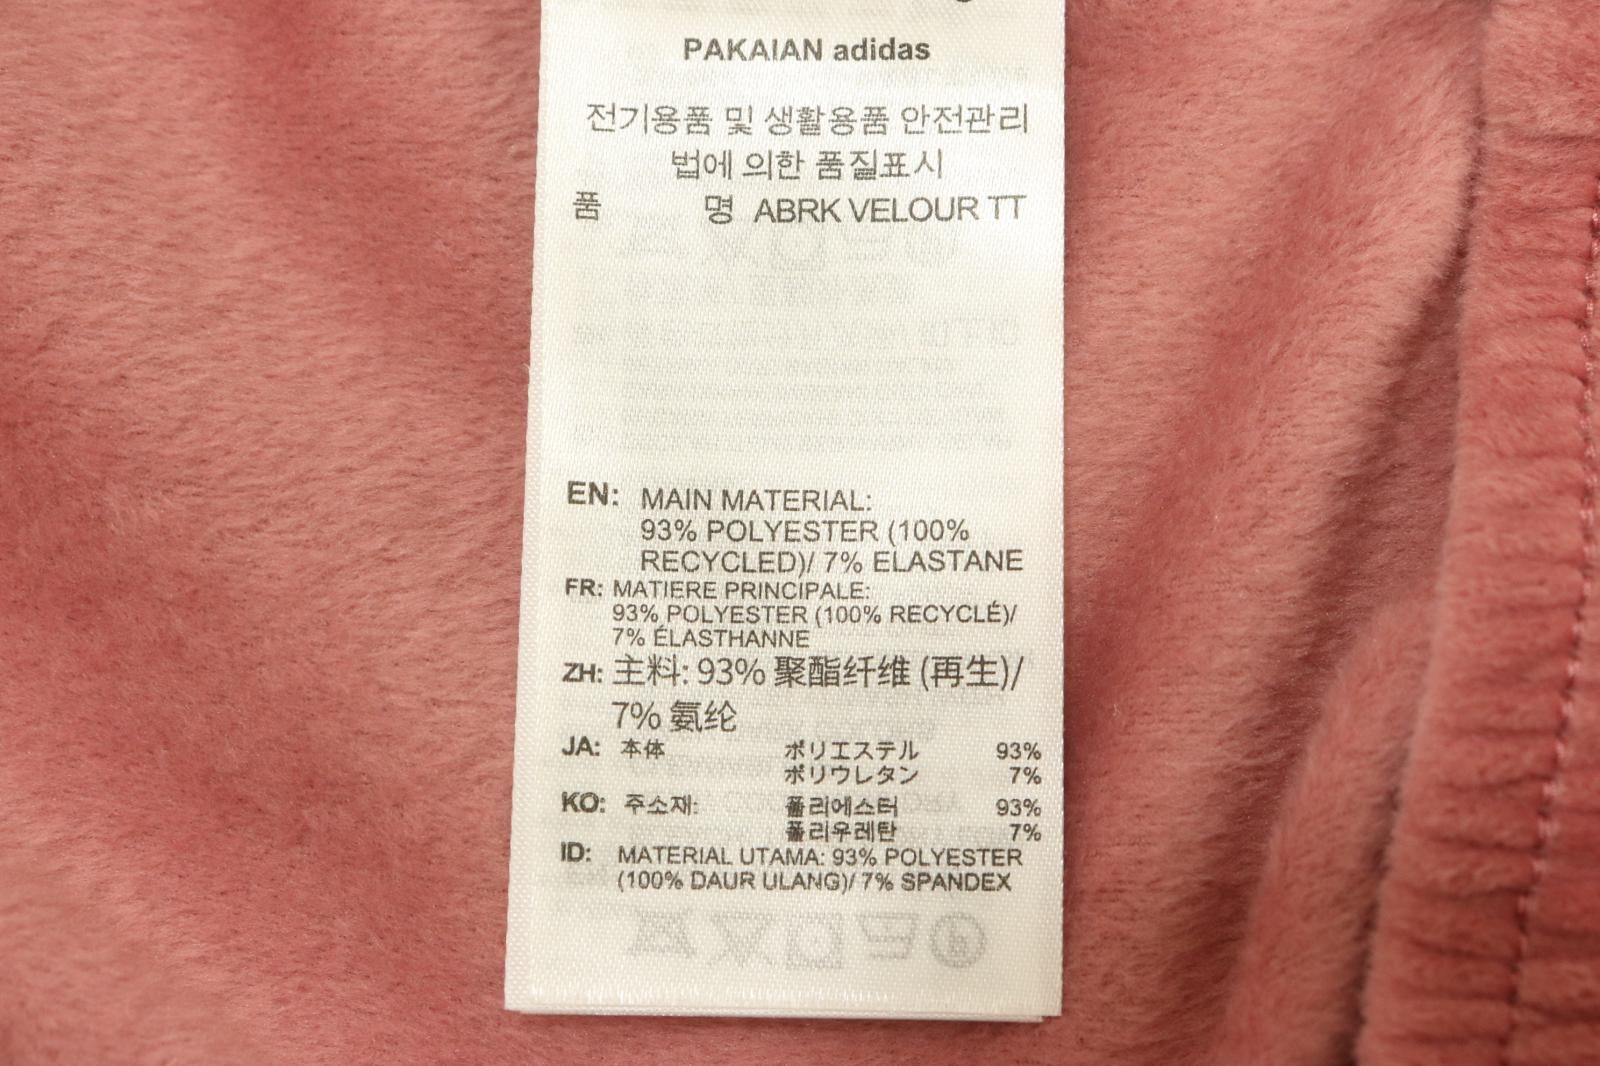 PAKAIAN adidas
전기용품 및 생활용품 안전관리
법에 의한 품질표시
품 명 ABRK VELOUR TT
EN: MAIN MATERIAL:
93% POLYESTER (100%
RECYCLED)/ 7% ELASTANE
FR: MATIERE PRINCIPALE:
93% POLYESTER (100% RECYCLÉ)/
7% ÉLASTHANNE
ZH: 主料: 93% 聚酯纤维 (再生)/
7% 氨纶
JA: 本体 ポリエステル 93%
ポリウレタン 7%
KO: 주소재: 폴리에스터 93%
폴리우레탄 7%
ID: MATERIAL UTAMA: 93% POLYESTER
(100% DAUR ULANG)/ 7% SPANDEX